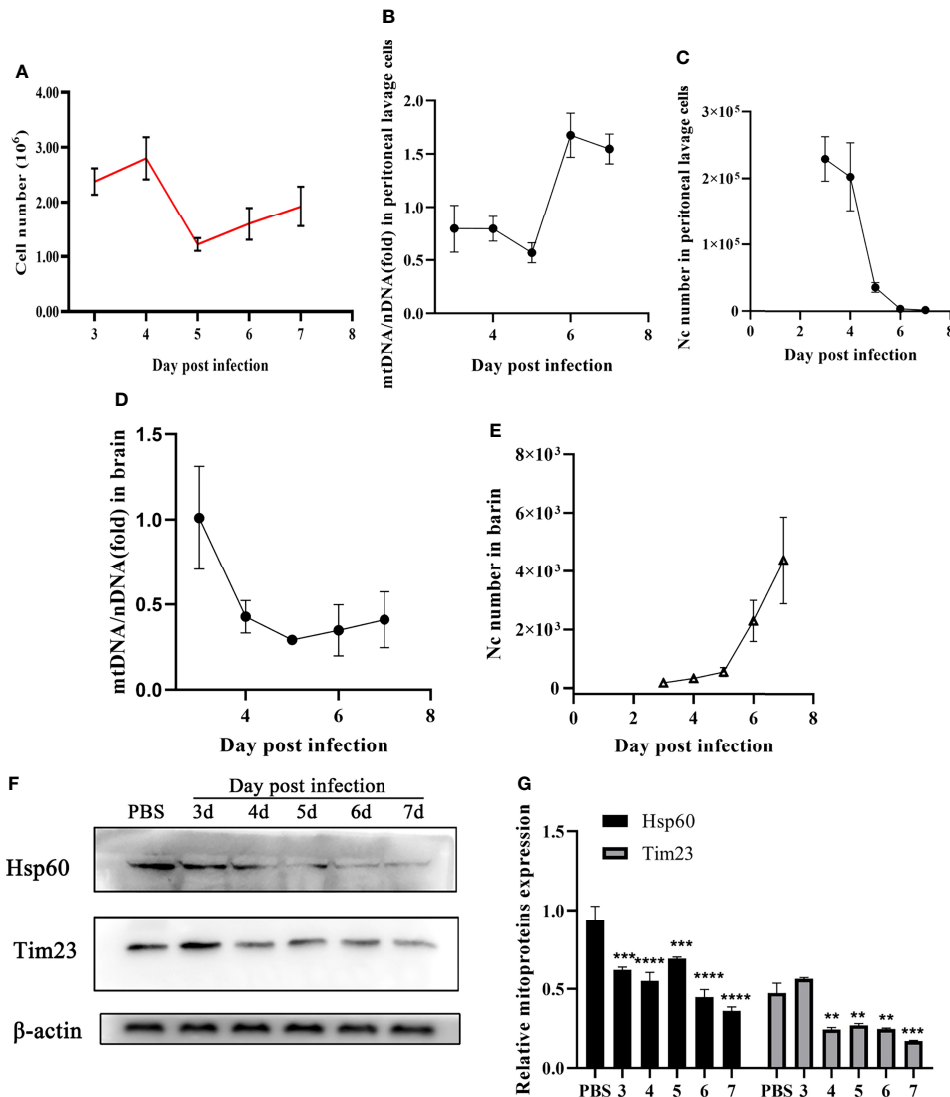 A
Cell number (10⁶)
4.00
3.00
2.00
1.00
0.00
3 4 5 6 7 8
Day post infection
B
mtDNA/nDNA(fold) in peritoneal lavage cells
2.0
1.5
1.0
0.5
0.0
4 6 8
Day post infection
C
Nc number in peritoneal lavage cells
3×10⁵
2×10⁵
1×10⁵
0
0 2 4 6 8
Day post infection
D
mtDNA/nDNA(fold) in brain
1.5
1.0
0.5
0.0
4 6 8
Day post infection
E
Nc number in barin
8×10³
6×10³
4×10³
2×10³
0
0 2 4 6 8
Day post infection
F
Day post infection
PBS 3d 4d 5d 6d 7d
Hsp60
Tim23
β-actin
G
Hsp60
Tim23
Relative mitoproteins expression
1.5
1.0
0.5
0.0
*** **** *** **** ****
** ** ** ***
PBS 3 4 5 6 7 PBS 3 4 5 6 7